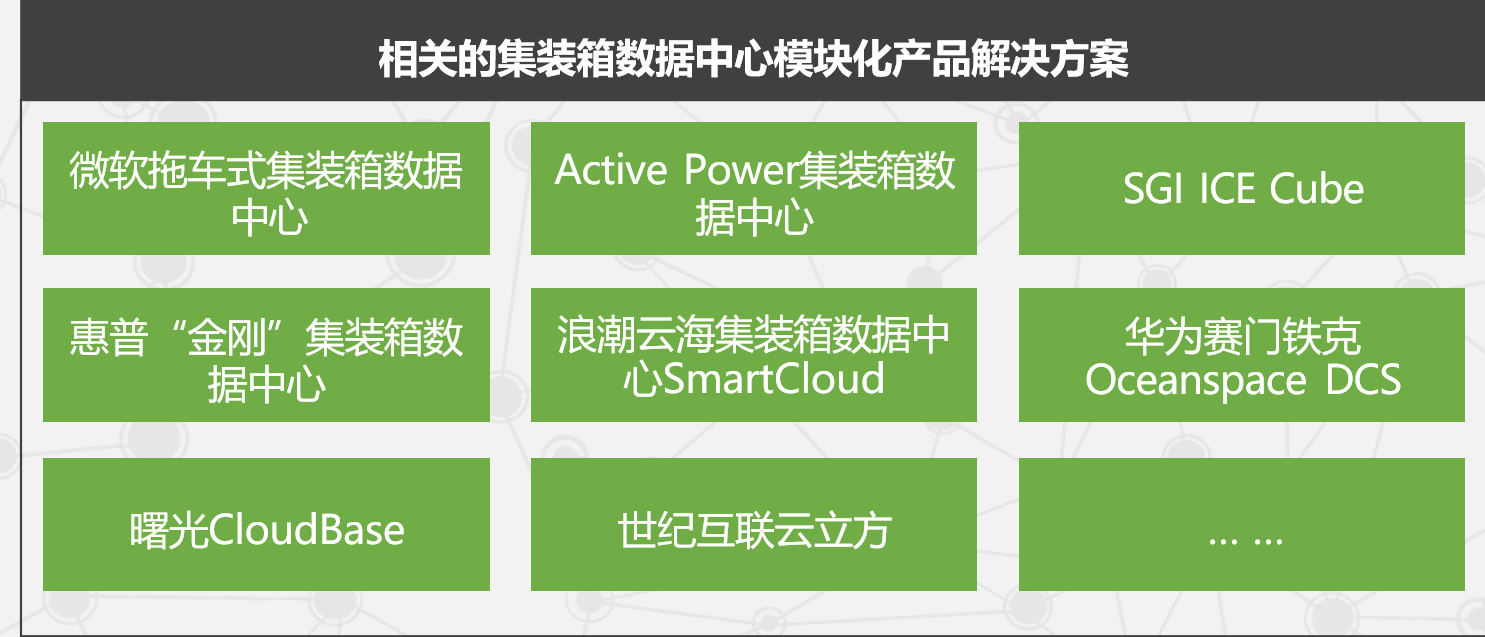 相关的集装箱数据中心模块化产品解决方案
微软拖车式集装箱数据
中心
Active Power集装箱数
据中心
SGI ICE Cube
惠普“金刚”集装箱数
据中心
浪潮云海集装箱数据中
心SmartCloud
华为赛门铁克
Oceanspace DCS
曙光CloudBase
世纪互联云立方
... ...